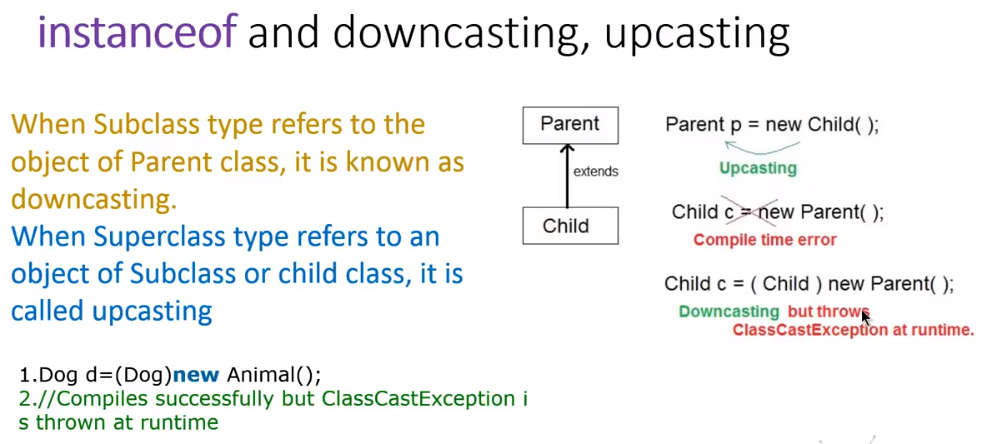 instanceof and downcasting, upcasting
When Subclass type refers to the
object of Parent class, it is known as
downcasting.
When Superclass type refers to an
object of Subclass or child class, it is
called upcasting
1.Dog d=(Dog)new Animal();
2.//Compiles successfully but ClassCastException i
s thrown at runtime
Parent
extends
Child
Parent p = new Child( );
Upcasting
Child c = new Parent( );
Compile time error
Child c = ( Child ) new Parent( );
Downcasting but throws
ClassCastException at runtime.